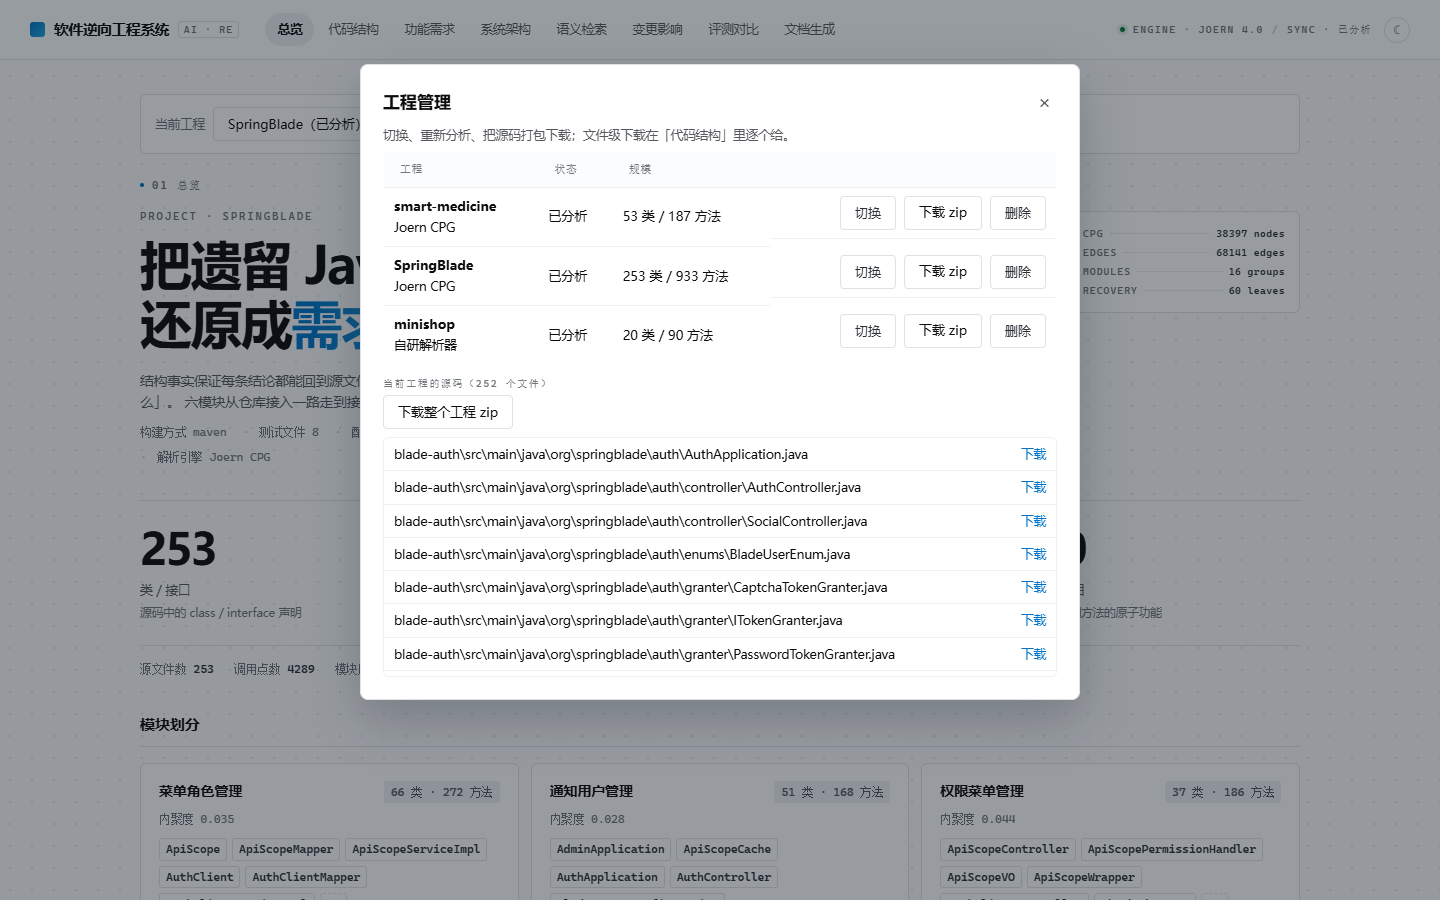 软件逆向工程系统 AI · RE 总览 代码结构 功能需求 系统架构 语义检索 变更影响 评测对比 文档生成 ENGINE · JOERN 4.0 / SYNC · 已分析
当前工程 SpringBlade（已分析）
01 总览
PROJECT · SPRINGBLADE
把遗留 Jav
还原成需求
结构事实保证每条结论都能回到源文件
么」。 六模块从仓库接入一路走到接
构建方式 maven · 测试文件 8 · 配
· 解析引擎 Joern CPG
CPG 38397 nodes
EDGES 68141 edges
MODULES 16 groups
RECOVERY 60 leaves
253
类 / 接口
源码中的 class / interface 声明
方法的原子功能
源文件数 253 · 调用点数 4289 · 模块
工程管理 ×
切换、重新分析、把源码打包下载；文件级下载在「代码结构」里逐个给。
工程 状态 规模
smart-medicine
Joern CPG 已分析 53 类 / 187 方法 切换 下载 zip 删除
SpringBlade
Joern CPG 已分析 253 类 / 933 方法 切换 下载 zip 删除
minishop
自研解析器 已分析 20 类 / 90 方法 切换 下载 zip 删除
当前工程的源码（252 个文件）
下载整个工程 zip
blade-auth\src\main\java\org\springblade\auth\AuthApplication.java 下载
blade-auth\src\main\java\org\springblade\auth\controller\AuthController.java 下载
blade-auth\src\main\java\org\springblade\auth\controller\SocialController.java 下载
blade-auth\src\main\java\org\springblade\auth\enums\BladeUserEnum.java 下载
blade-auth\src\main\java\org\springblade\auth\granter\CaptchaTokenGranter.java 下载
blade-auth\src\main\java\org\springblade\auth\granter\ITokenGranter.java 下载
blade-auth\src\main\java\org\springblade\auth\granter\PasswordTokenGranter.java 下载
模块划分
菜单角色管理 66 类 · 272 方法
内聚度 0.035
ApiScope ApiScopeMapper ApiScopeServiceImpl
AuthClient AuthClientMapper
通知用户管理 51 类 · 168 方法
内聚度 0.028
AdminApplication ApiScopeCache
AuthApplication AuthController
权限菜单管理 37 类 · 186 方法
内聚度 0.044
ApiScopeController ApiScopePermissionHandler
ApiScopeVO ApiScopeWrapper